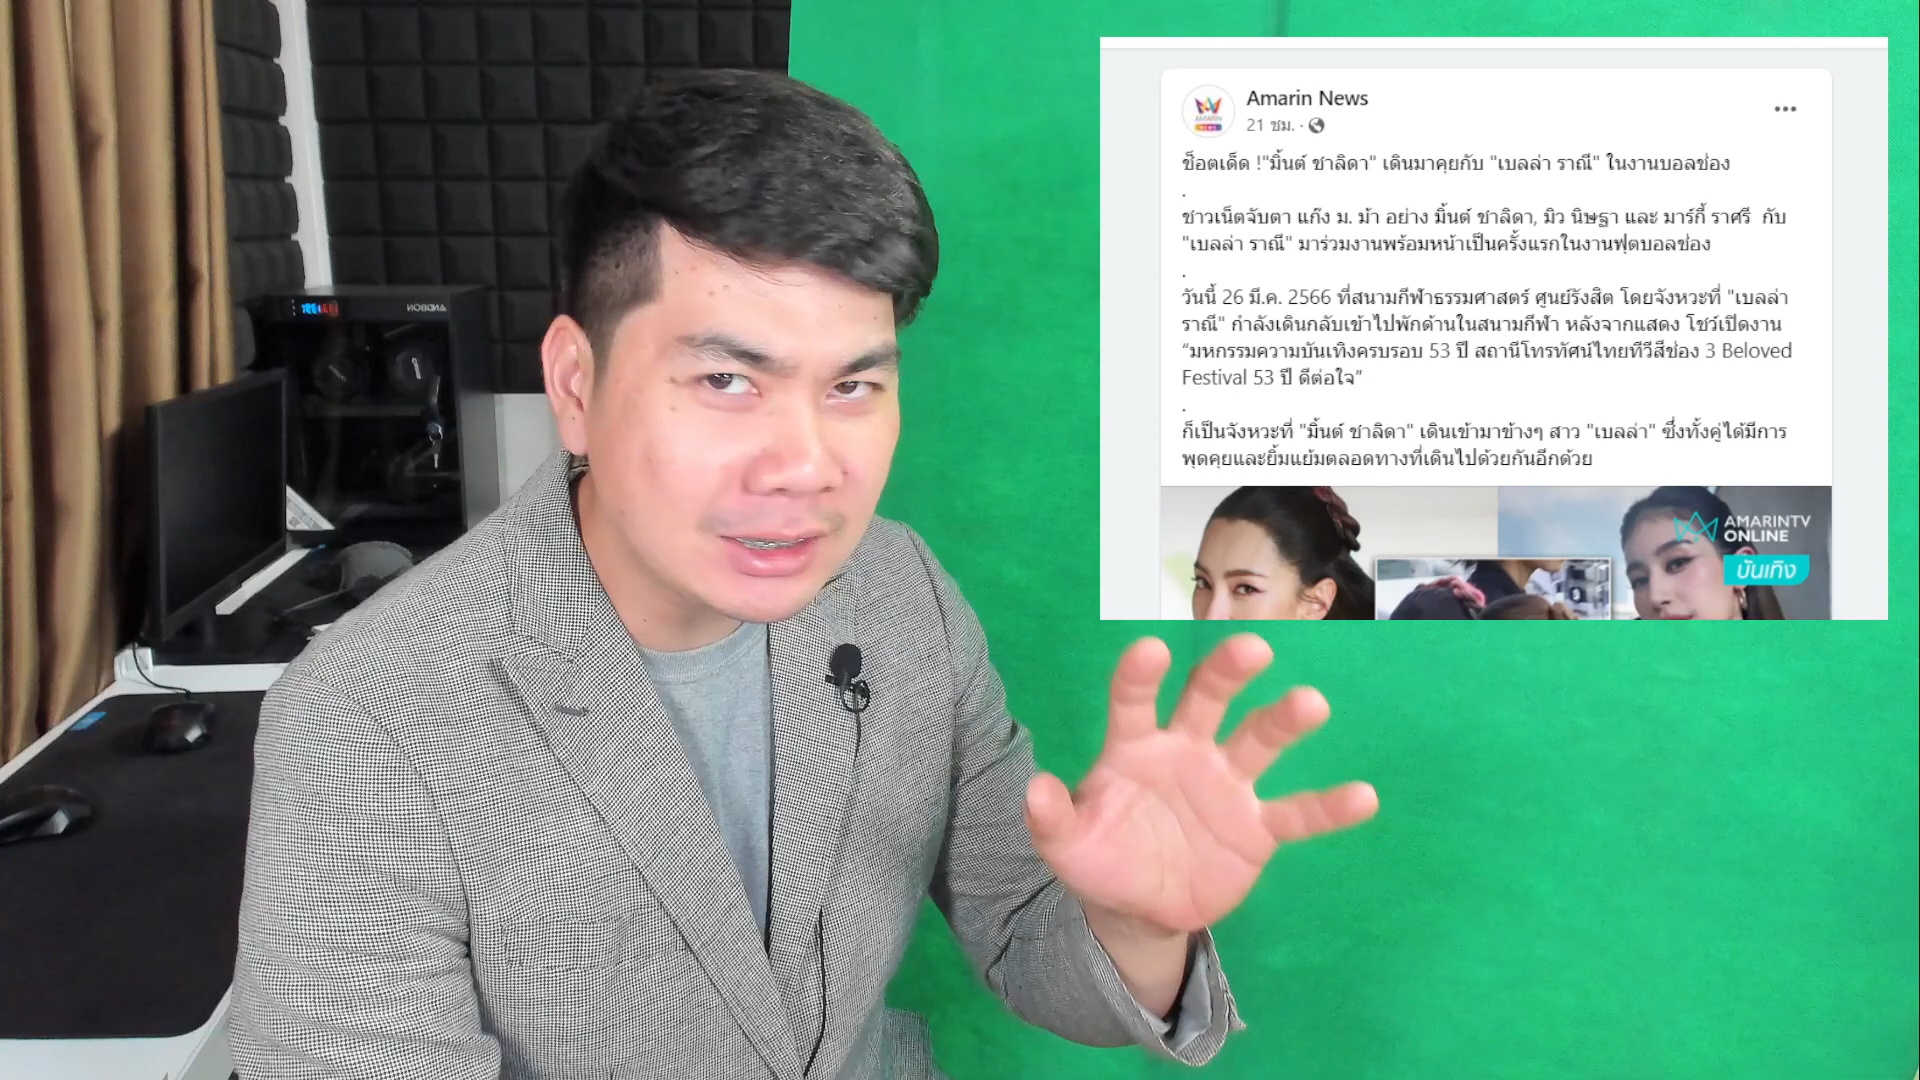 Amarin News
21 ชม.
ช็อตเด็ด !"มิ้นต์ ชาลิดา" เดินมาคุยกับ "เบลล่า ราณี" ในงานบอลช่อง
.
ชาวเน็ตจับตา แก๊ง ม. ม้า อย่าง มิ้นต์ ชาลิดา, มิว นิษฐา และ มาร์กี้ ราศรี กับ
"เบลล่า ราณี" มาร่วมงานพร้อมหน้าเป็นครั้งแรกในงานฟุตบอลช่อง
.
วันนี้ 26 มี.ค. 2566 ที่สนามกีฬาธรรมศาสตร์ ศูนย์รังสิต โดยจังหวะที่ "เบลล่า
ราณี" กำลังเดินกลับเข้าไปพักด้านในสนามกีฬา หลังจากแสดง โชว์เปิดงาน
“มหกรรมความบันเทิงครบรอบ 53 ปี สถานีโทรทัศน์ไทยทีวีสีช่อง 3 Beloved
Festival 53 ปี ดีต่อใจ”
.
ก็เป็นจังหวะที่ "มิ้นต์ ชาลิดา" เดินเข้ามาข้างๆ สาว "เบลล่า" ซึ่งทั้งคู่ได้มีการ
พูดคุยและยิ้มแย้มตลอดทางที่เดินไปด้วยกันอีกด้วย
AMARINTV
ONLINE
บันเทิง